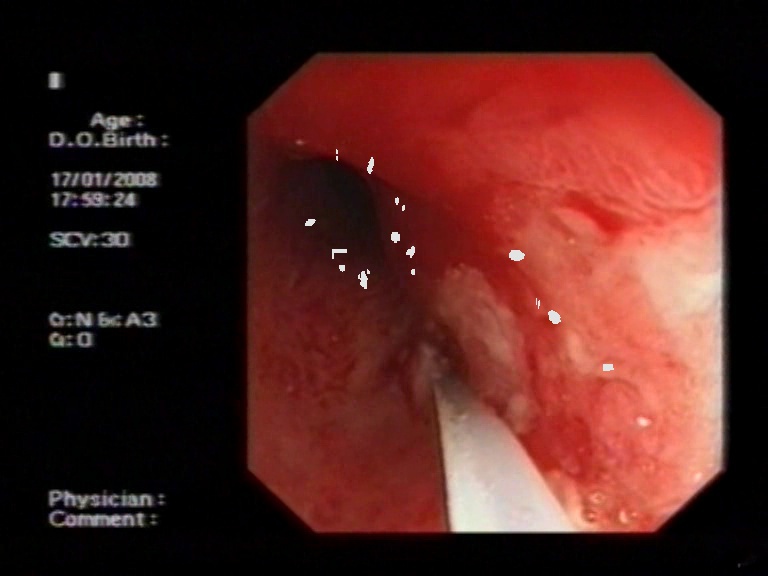 Age:
D.O.Birth:
17/01/2008
17:59:24
SCV:30
Physician:
Comment: